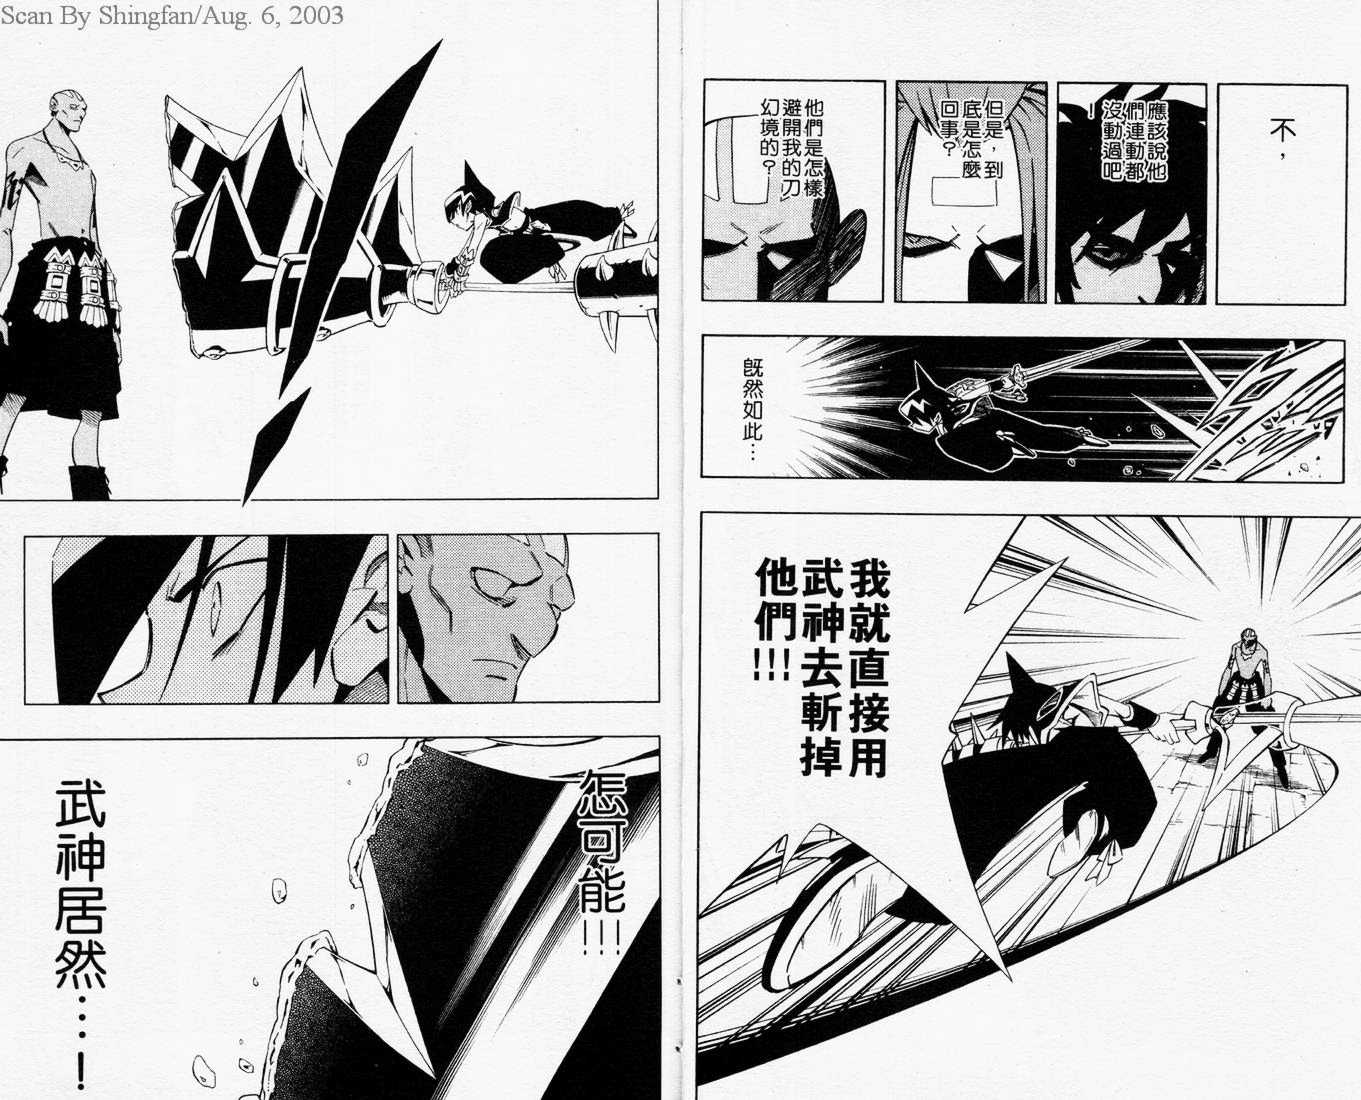 Scan By Shingfan/Aug. 6, 2003
不，
應該說他
們連動都
沒動過吧
！
但是，到
底是怎麼
回事？
他們是怎樣
避開我的刀
幻境的？
既然如此…
我就直接用
武神去斬掉
他們!!!
怎可能!!!
武神居然…！